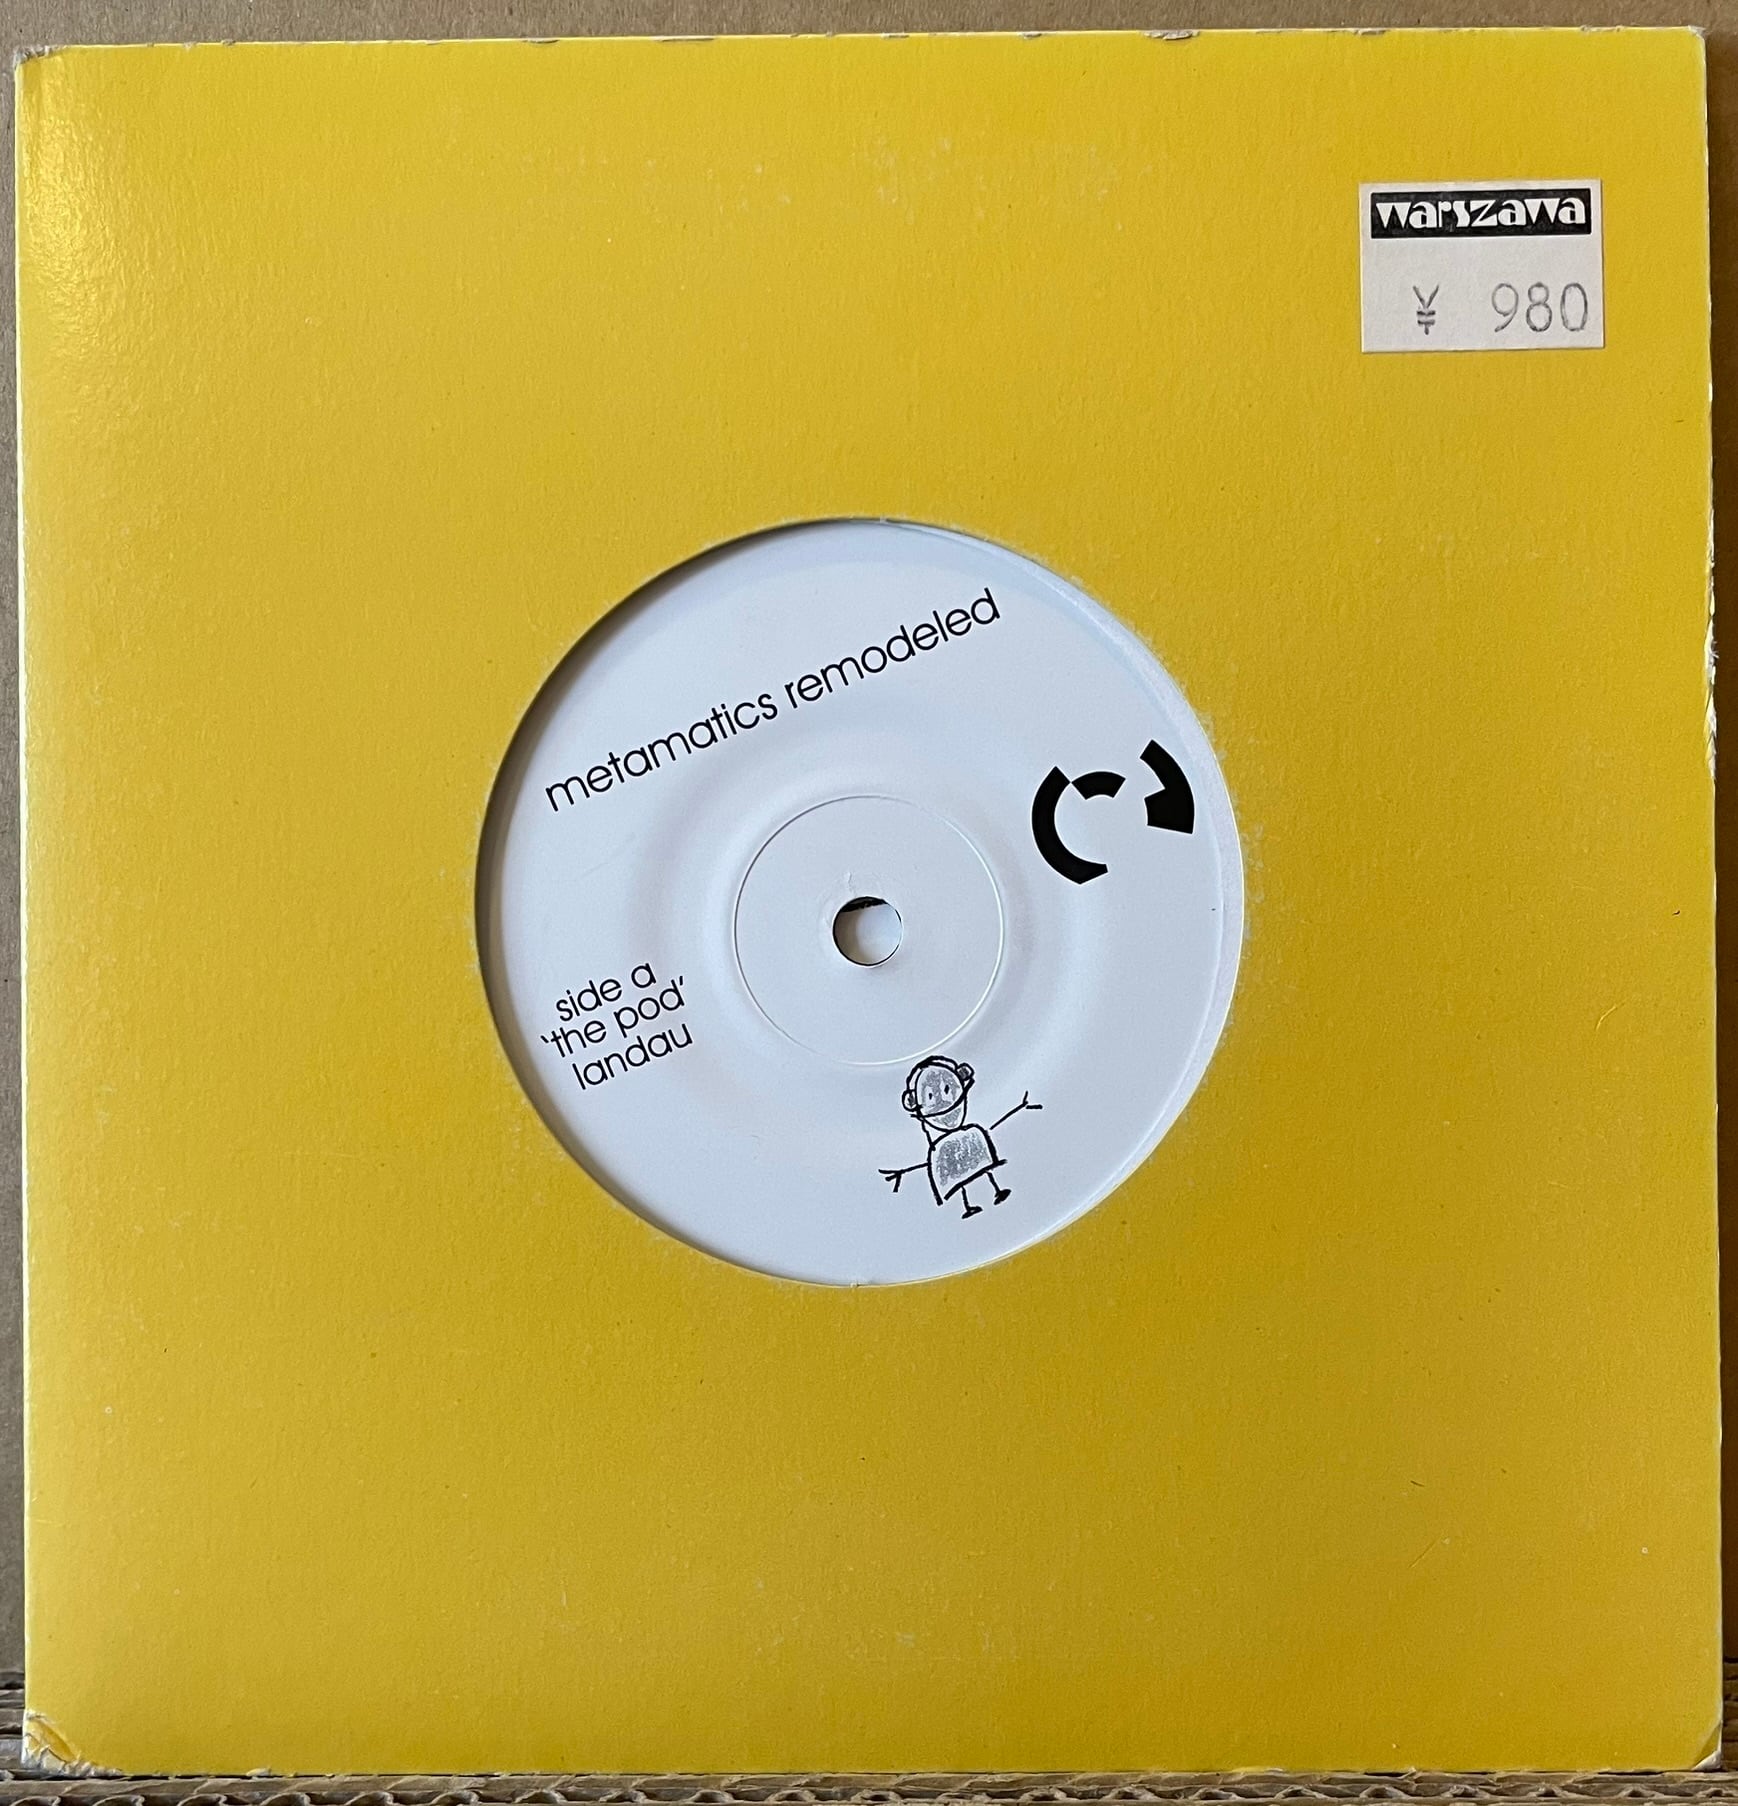 warszawa
¥ 980
metamatics remodeled
side a
'the pod'
landau